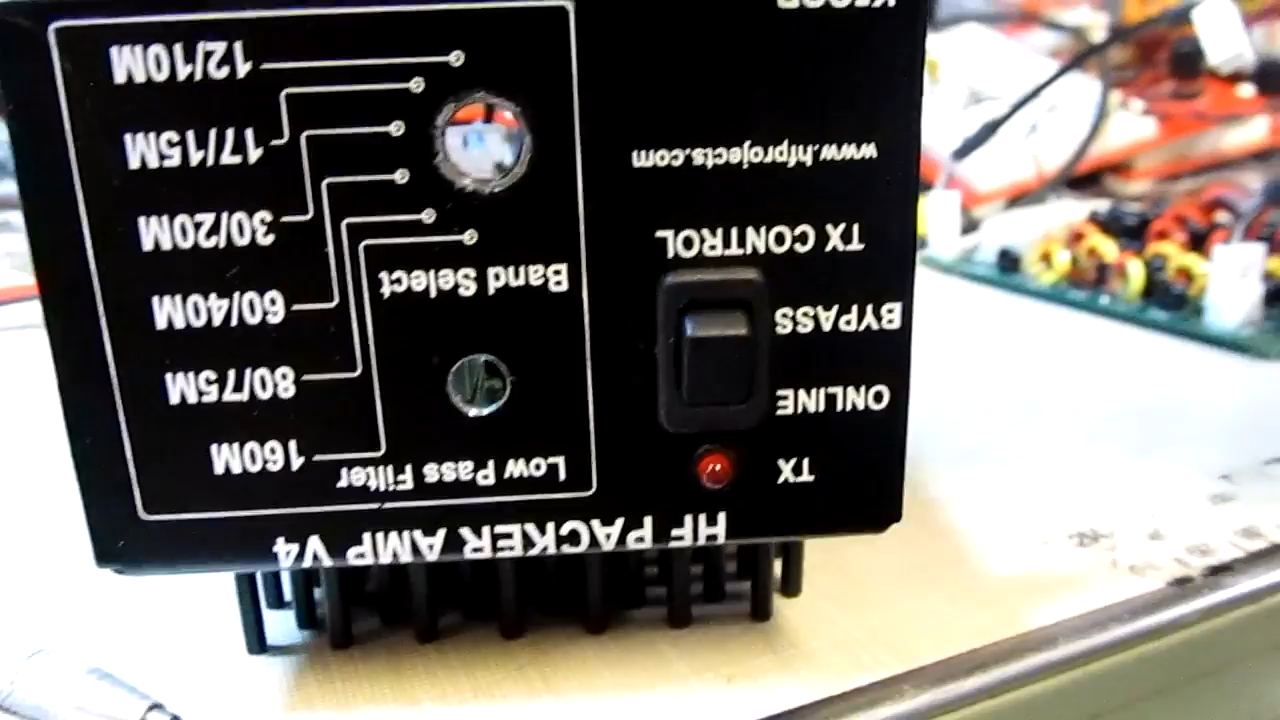 HF PACKER AMP V4
TX
ONLINE
BYPASS
TX CONTROL
www.hfprojects.com
Low Pass Filter
Band Select
160M
80/75M
60/40M
30/20M
17/15M
12/10M